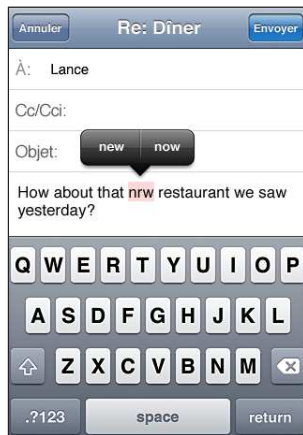 Annuler Re: Dîner Envoyer
À: Lance
Cc/Cci:
Objet:
new now
How about that nrw restaurant we saw
yesterday?
Q W E R T Y U I O P
A S D F G H J K L
Z X C V B N M
.?123 space return